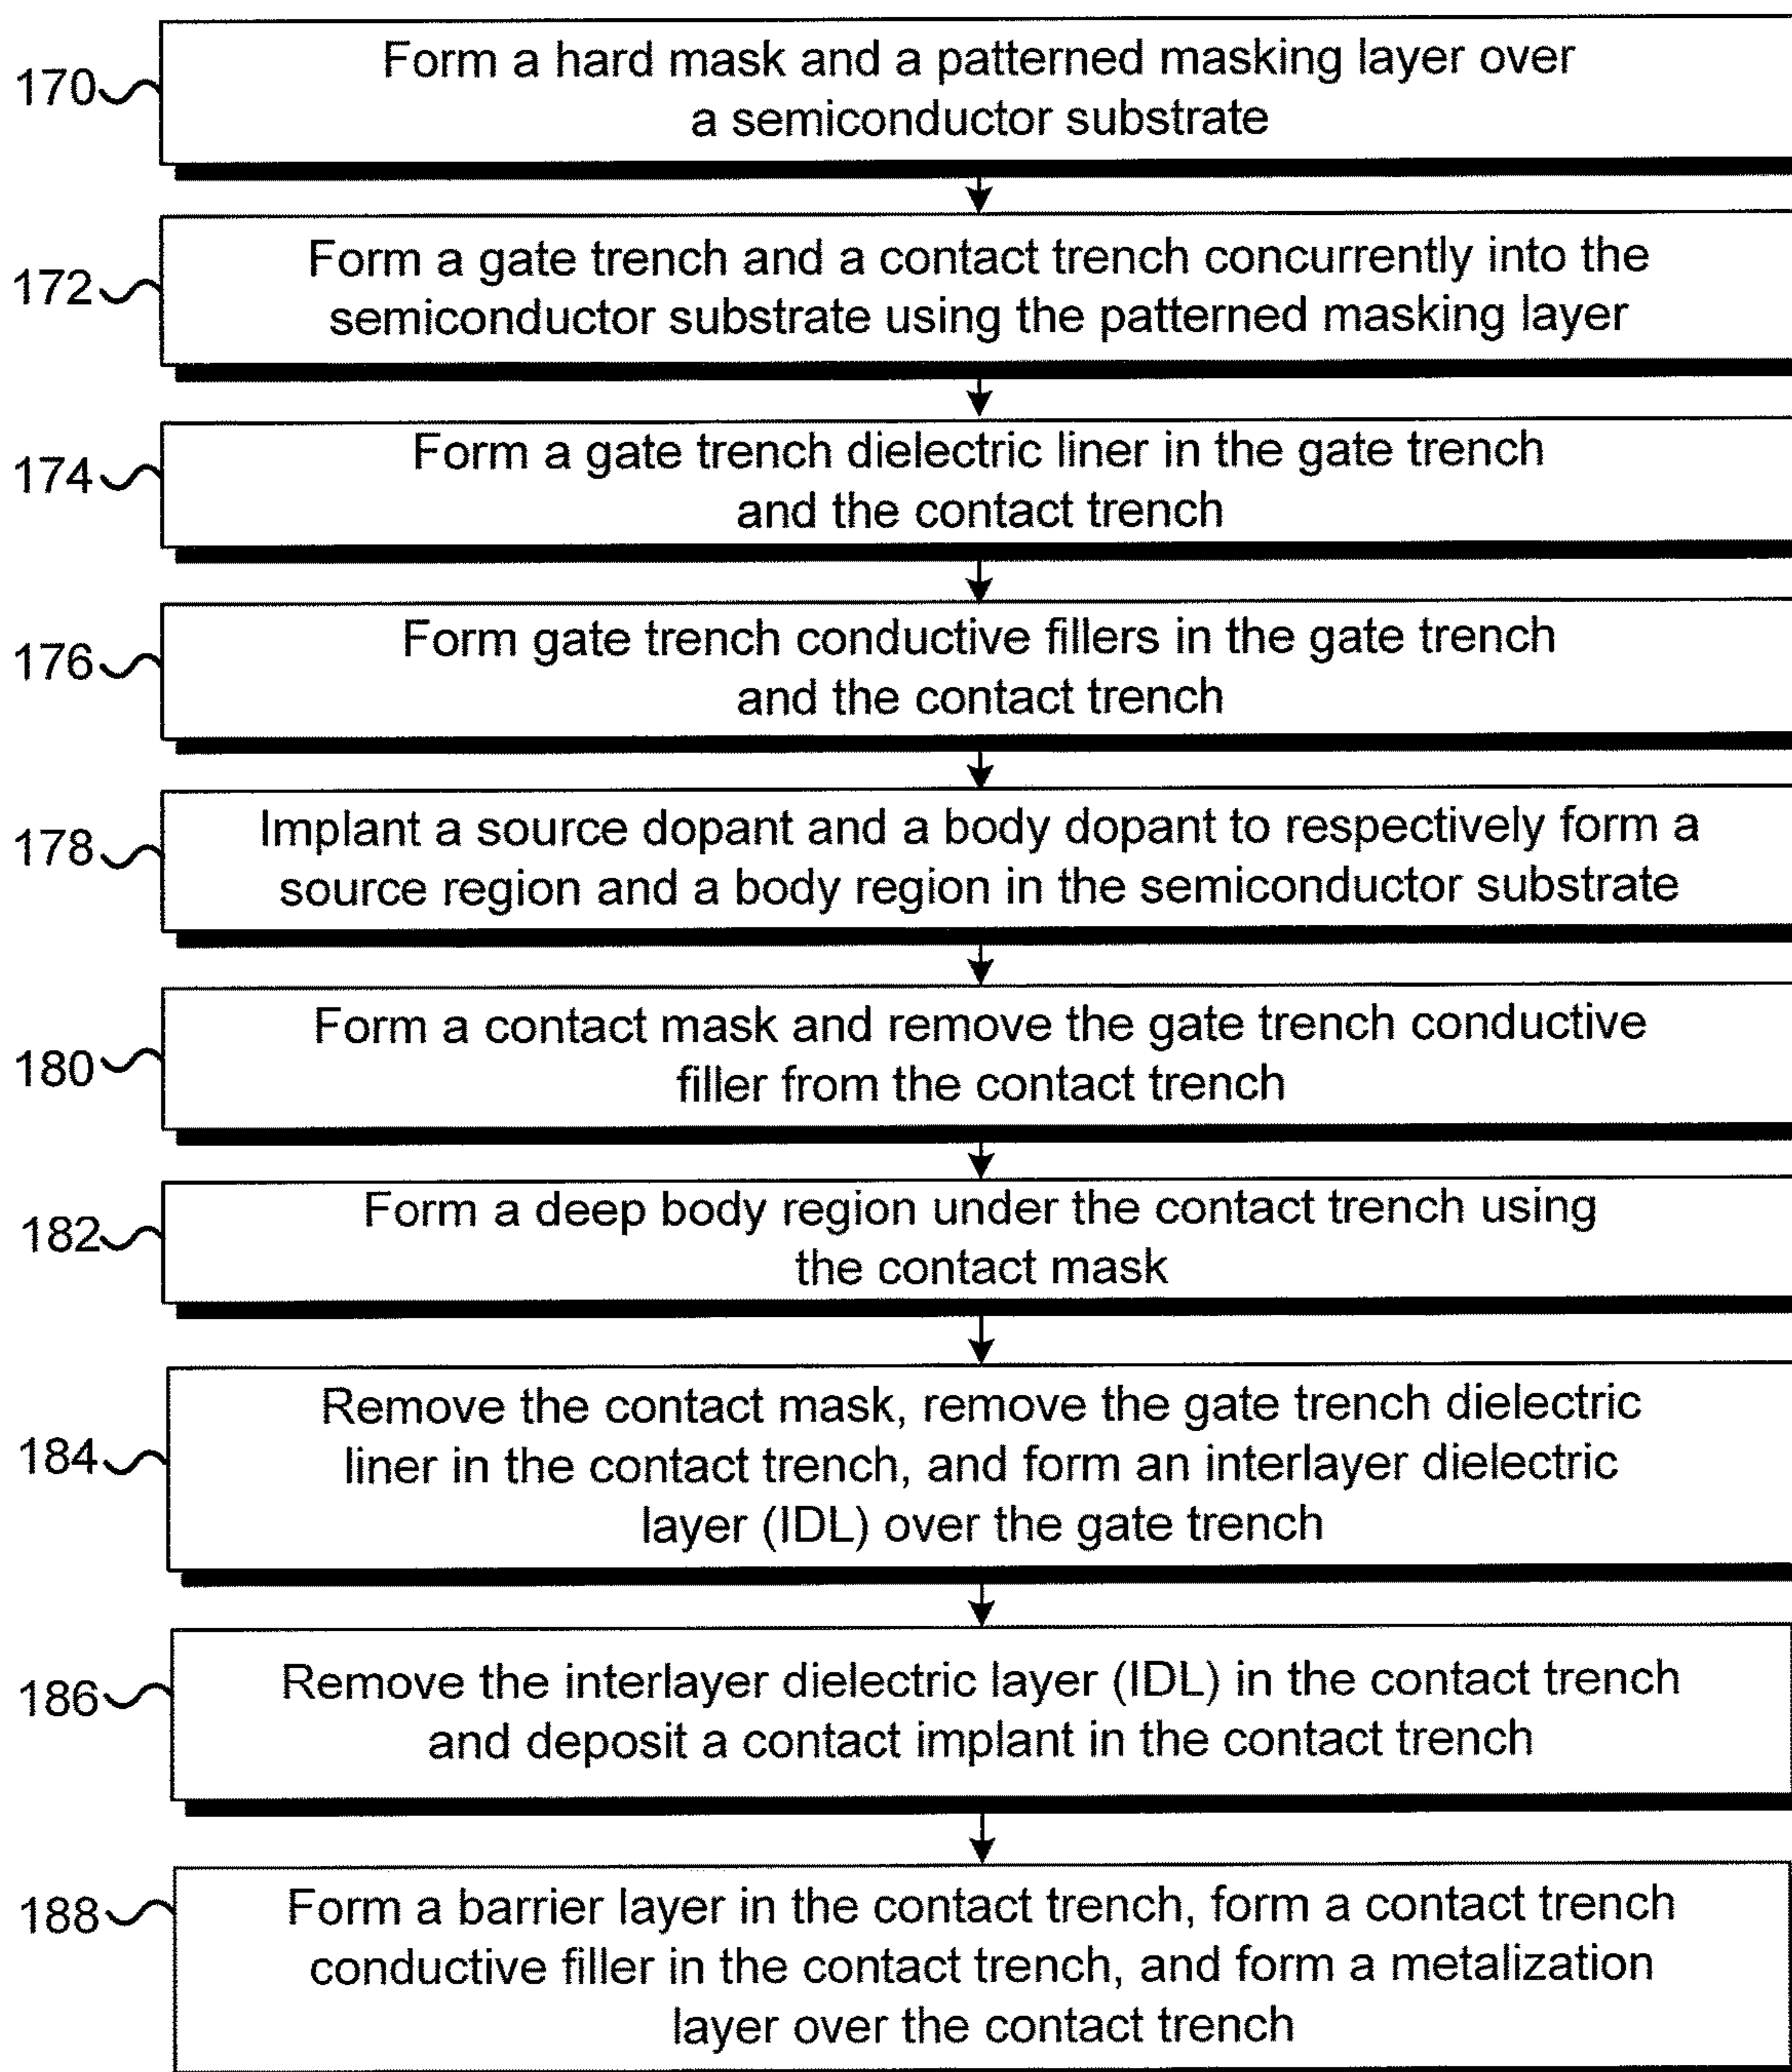 170
Form a hard mask and a patterned masking layer over
a semiconductor substrate
172
Form a gate trench and a contact trench concurrently into the
semiconductor substrate using the patterned masking layer
174
Form a gate trench dielectric liner in the gate trench
and the contact trench
176
Form gate trench conductive fillers in the gate trench
and the contact trench
178
Implant a source dopant and a body dopant to respectively form a
source region and a body region in the semiconductor substrate
180
Form a contact mask and remove the gate trench conductive
filler from the contact trench
182
Form a deep body region under the contact trench using
the contact mask
184
Remove the contact mask, remove the gate trench dielectric
liner in the contact trench, and form an interlayer dielectric
layer (IDL) over the gate trench
186
Remove the interlayer dielectric layer (IDL) in the contact trench
and deposit a contact implant in the contact trench
188
Form a barrier layer in the contact trench, form a contact trench
conductive filler in the contact trench, and form a metalization
layer over the contact trench